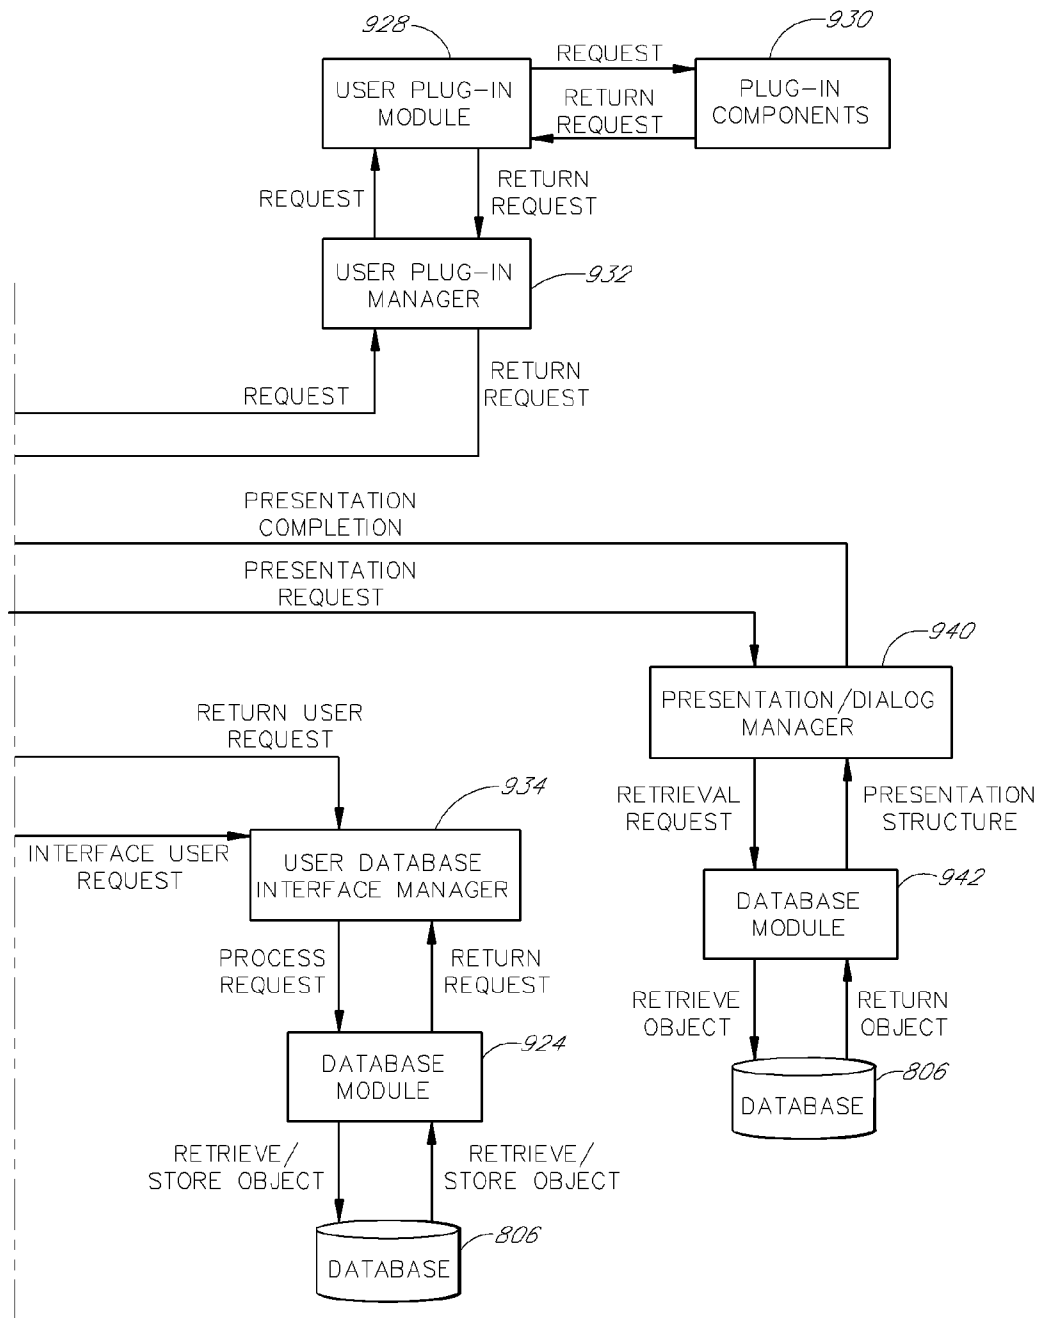 928
930
REQUEST
USER PLUG-IN
MODULE
PLUG-IN
COMPONENTS
RETURN
REQUEST
REQUEST
RETURN
REQUEST
USER PLUG-IN
MANAGER
932
REQUEST
RETURN
REQUEST
PRESENTATION
COMPLETION
PRESENTATION
REQUEST
940
PRESENTATION/DIALOG
MANAGER
RETURN USER
REQUEST
934
RETRIEVAL
REQUEST
PRESENTATION
STRUCTURE
INTERFACE USER
REQUEST
USER DATABASE
INTERFACE MANAGER
942
DATABASE
MODULE
PROCESS
REQUEST
RETURN
REQUEST
RETRIEVE
OBJECT
RETURN
OBJECT
924
DATABASE
MODULE
806
DATABASE
RETRIEVE/
STORE OBJECT
RETRIEVE/
STORE OBJECT
806
DATABASE